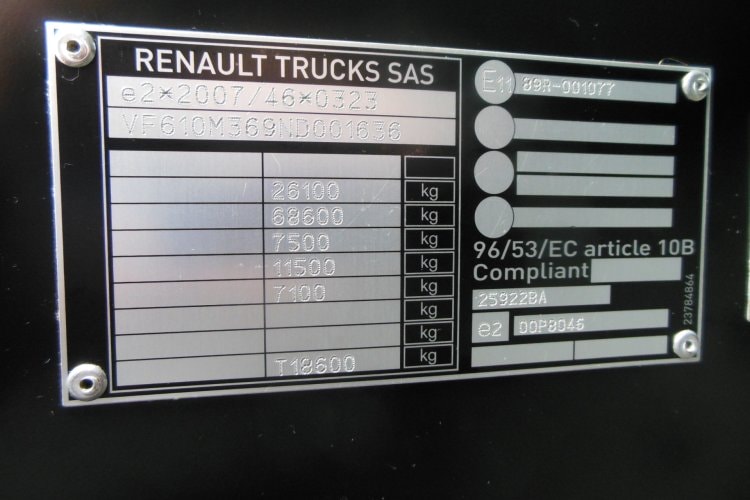 RENAULT TRUCKS SAS
e2*2007/46*0323
VF610M369ND001636
26100 kg
68600 kg
7500 kg
11500 kg
7100 kg
kg
kg
T18600 kg
E11 89R-001077
96/53/EC article 10B
Compliant
25922BA
e2 00P8046
23784864